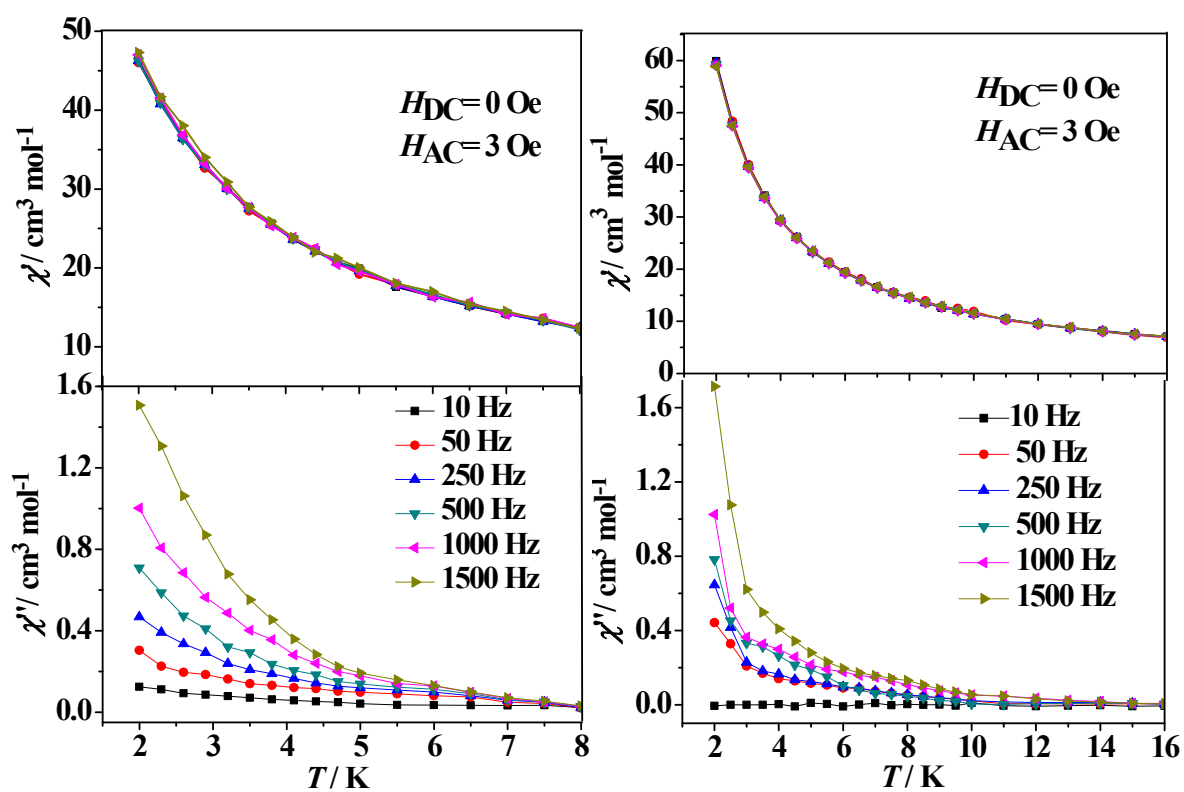 50
40
30
20
10
χ'/ cm³ mol⁻¹
H_DC= 0 Oe
H_AC= 3 Oe
60
50
40
30
20
10
0
χ'/ cm³ mol⁻¹
H_DC= 0 Oe
H_AC= 3 Oe
1.6
1.2
0.8
0.4
0.0
χ''/ cm³ mol⁻¹
10 Hz
50 Hz
250 Hz
500 Hz
1000 Hz
1500 Hz
2 3 4 5 6 7 8
T / K
1.6
1.2
0.8
0.4
0.0
χ''/ cm³ mol⁻¹
10 Hz
50 Hz
250 Hz
500 Hz
1000 Hz
1500 Hz
2 4 6 8 10 12 14 16
T / K